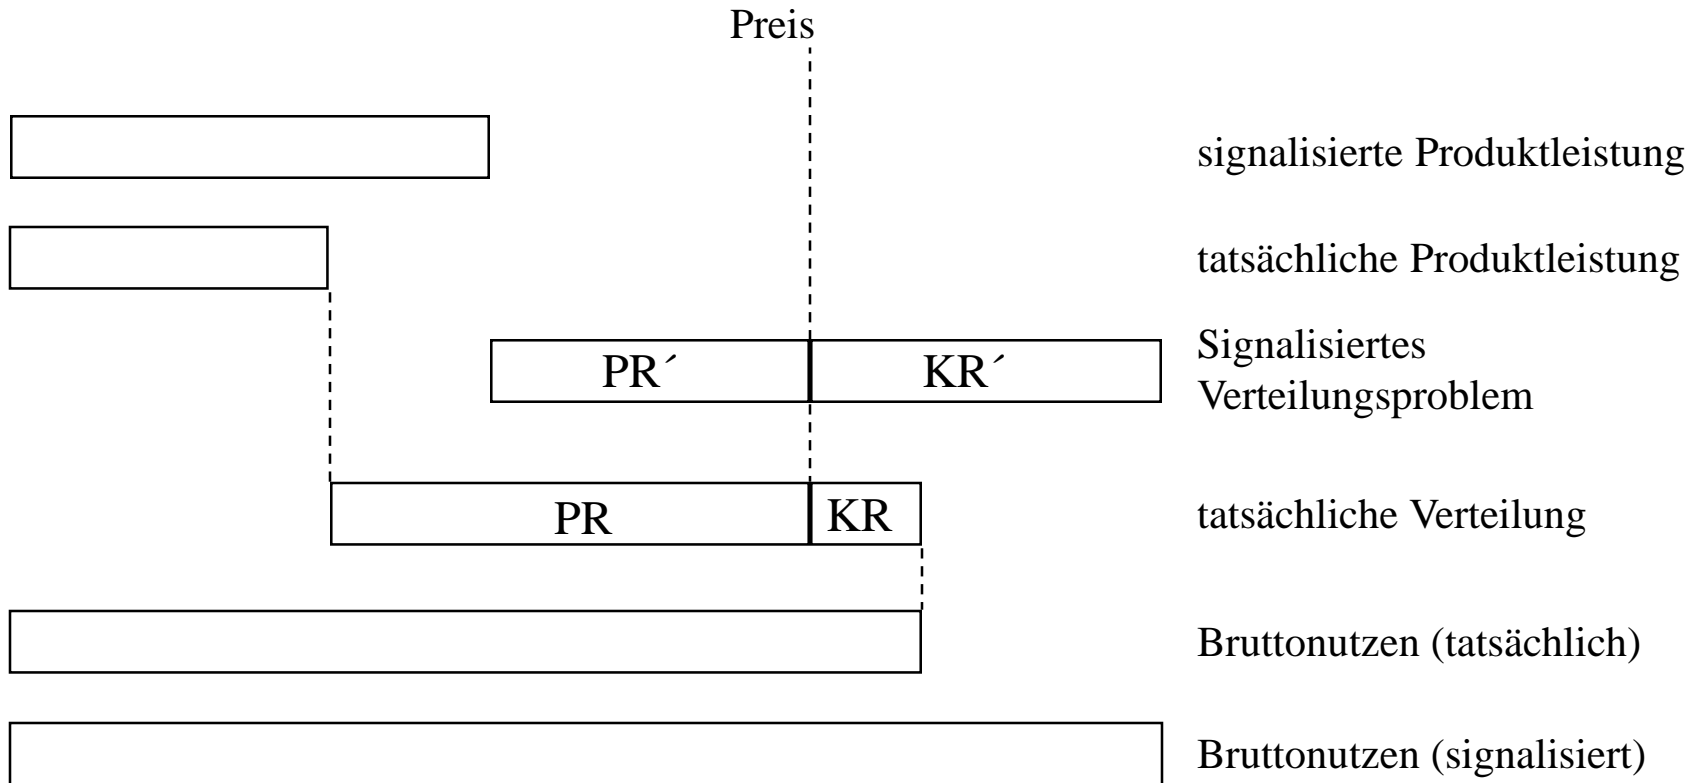 Preis
signalisierte Produktleistung
tatsächliche Produktleistung
PR´ KR´
Signalisiertes
Verteilungsproblem
PR KR
tatsächliche Verteilung
Bruttonutzen (tatsächlich)
Bruttonutzen (signalisiert)